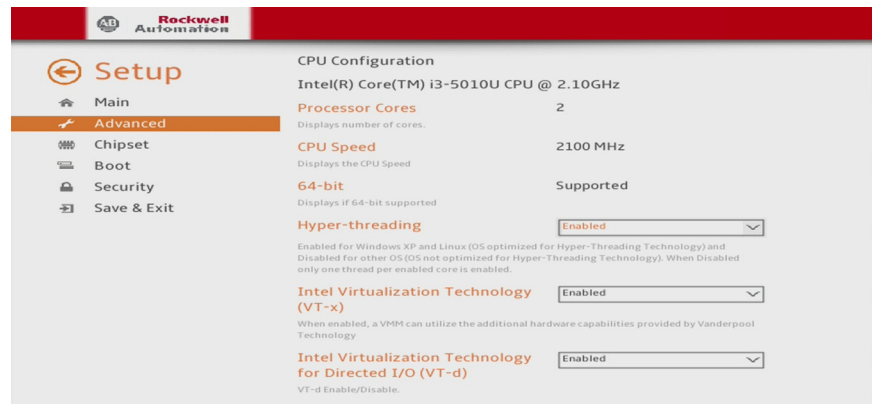 AB
Rockwell
Automation
Setup
Main
Advanced
Chipset
Boot
Security
Save & Exit
CPU Configuration
Intel(R) Core(TM) i3-5010U CPU @ 2.10GHz
Processor Cores 2
Displays number of cores.
CPU Speed 2100 MHz
Displays the CPU Speed
64-bit Supported
Displays if 64-bit supported
Hyper-threading Enabled
Enabled for Windows XP and Linux (OS optimized for Hyper-Threading Technology) and
Disabled for other OS (OS not optimized for Hyper-Threading Technology). When Disabled
only one thread per enabled core is enabled.
Intel Virtualization Technology Enabled
(VT-x)
When enabled, a VMM can utilize the additional hardware capabilities provided by Vanderpool
Technology
Intel Virtualization Technology Enabled
for Directed I/O (VT-d)
VT-d Enable/Disable.